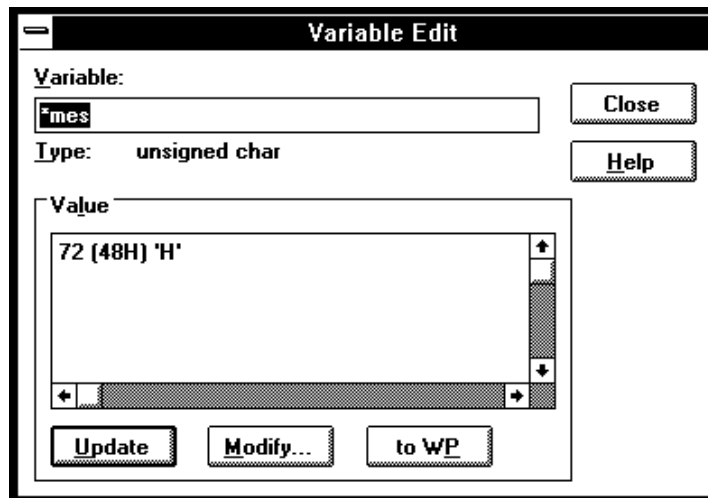 Variable Edit
Variable:
*mes
Close
Type: unsigned char
Help
Value
72 (48H) 'H'
Update Modify... to WP